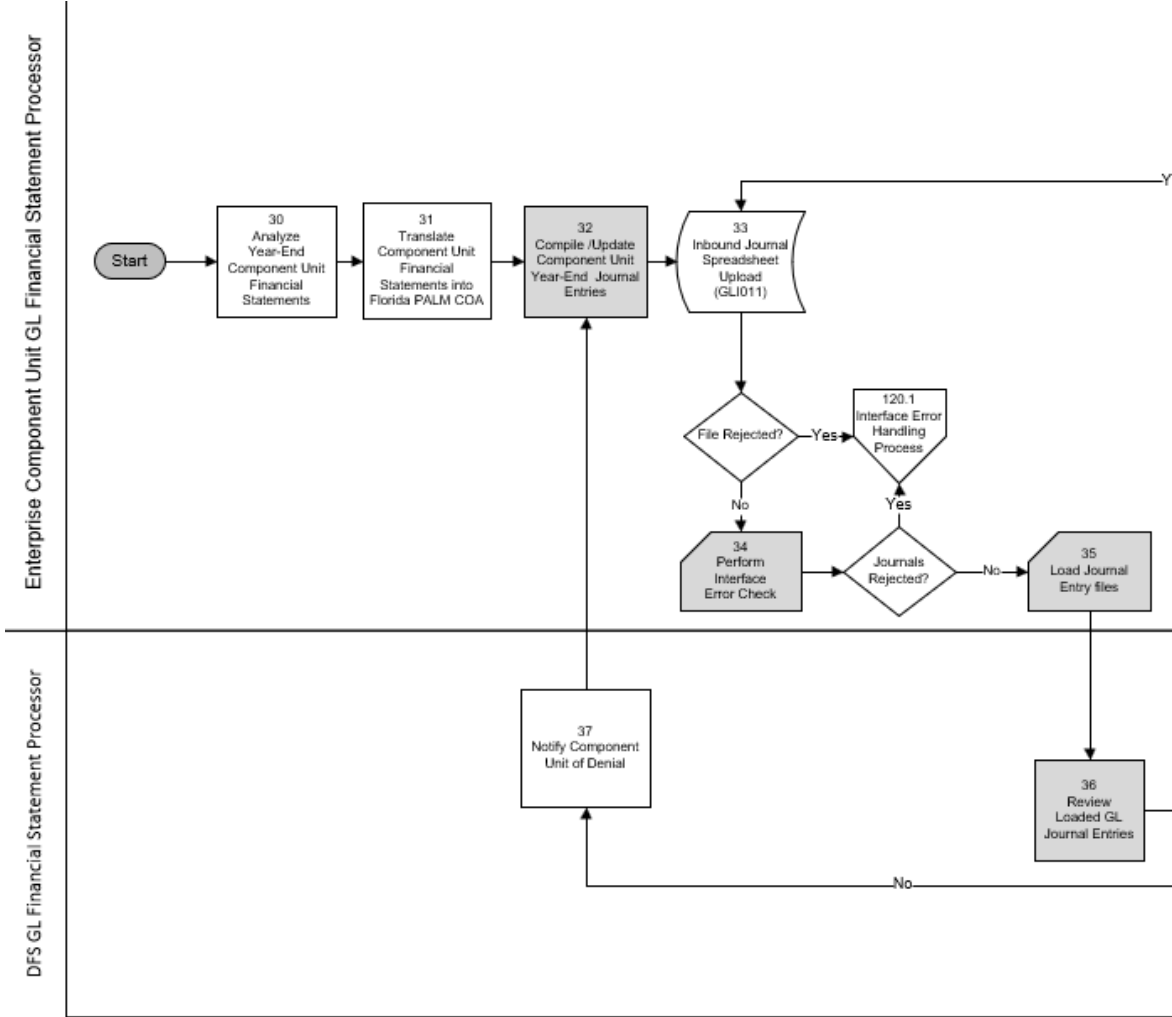 Enterprise Component Unit GL Financial Statement Processor
Start
30
Analyze
Year-End
Component Unit
Financial
Statements
31
Translate
Component Unit
Financial
Statements into
Florida PALM COA
32
Compile /Update
Component Unit
Year-End Journal
Entries
33
Inbound Journal
Spreadsheet
Upload
(GLI011)
Y
File Rejected?
Yes
120.1
Interface Error
Handling
Process
No
Yes
34
Perform
Interface
Error Check
Journals
Rejected?
No
35
Load Journal
Entry files
DFS GL Financial Statement Processor
37
Notify Component
Unit of Denial
36
Review
Loaded GL
Journal Entries
No